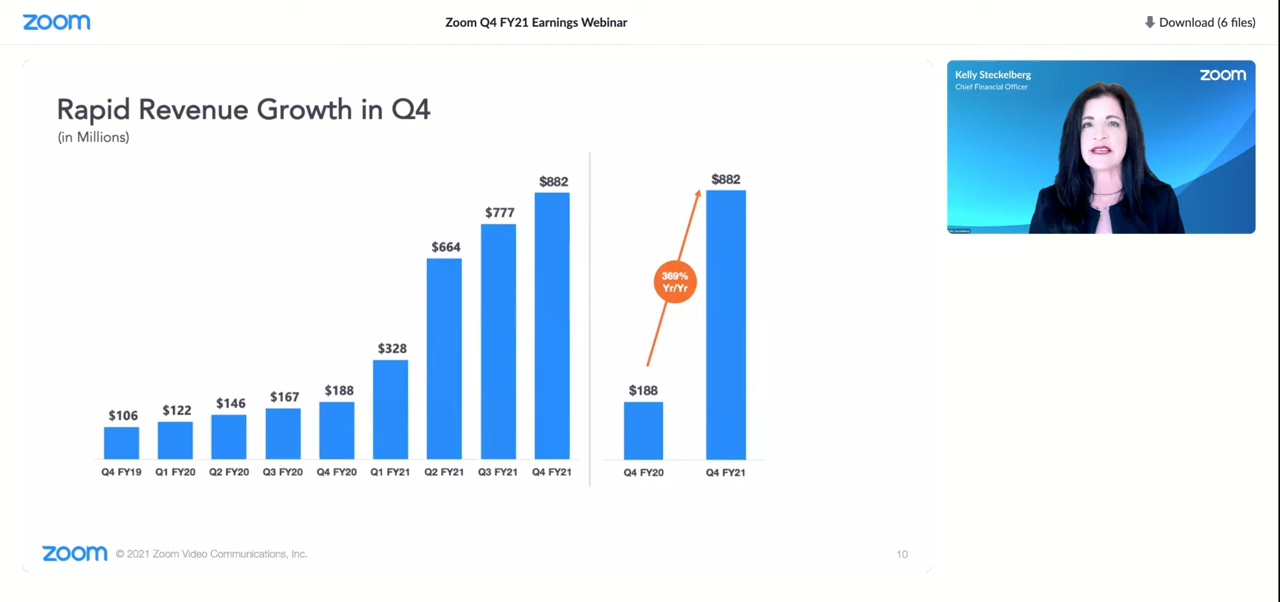 zoom
Zoom Q4 FY21 Earnings Webinar
Download (6 files)
Rapid Revenue Growth in Q4
(in Millions)
$106
$122
$146
$167
$188
$328
$664
$777
$882
Q4 FY19
Q1 FY20
Q2 FY20
Q3 FY20
Q4 FY20
Q1 FY21
Q2 FY21
Q3 FY21
Q4 FY21
$188
369%
Yr/Yr
$882
Q4 FY20
Q4 FY21
zoom
© 2021 Zoom Video Communications, Inc.
10
Kelly Steckelberg
Chief Financial Officer
zoom